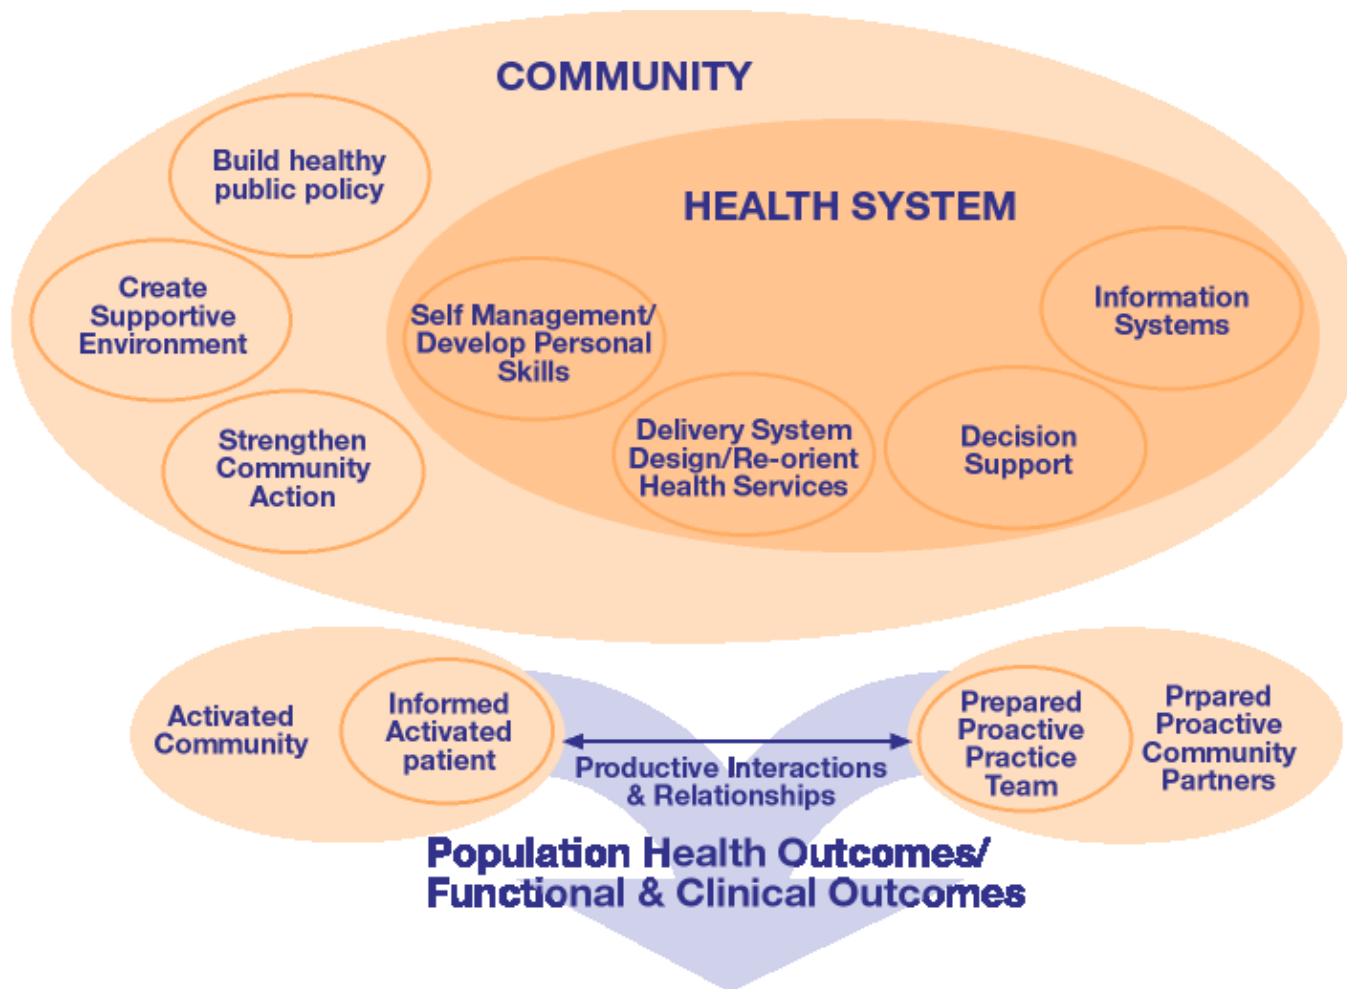 COMMUNITY
Build healthy
public policy
HEALTH SYSTEM
Create
Supportive
Environment
Self Management/
Develop Personal
Skills
Information
Systems
Strengthen
Community
Action
Delivery System
Design/Re-orient
Health Services
Decision
Support
Activated
Community
Informed
Activated
patient
Productive Interactions
& Relationships
Prepared
Proactive
Practice
Team
Prpared
Proactive
Community
Partners
Population Health Outcomes/
Functional & Clinical Outcomes